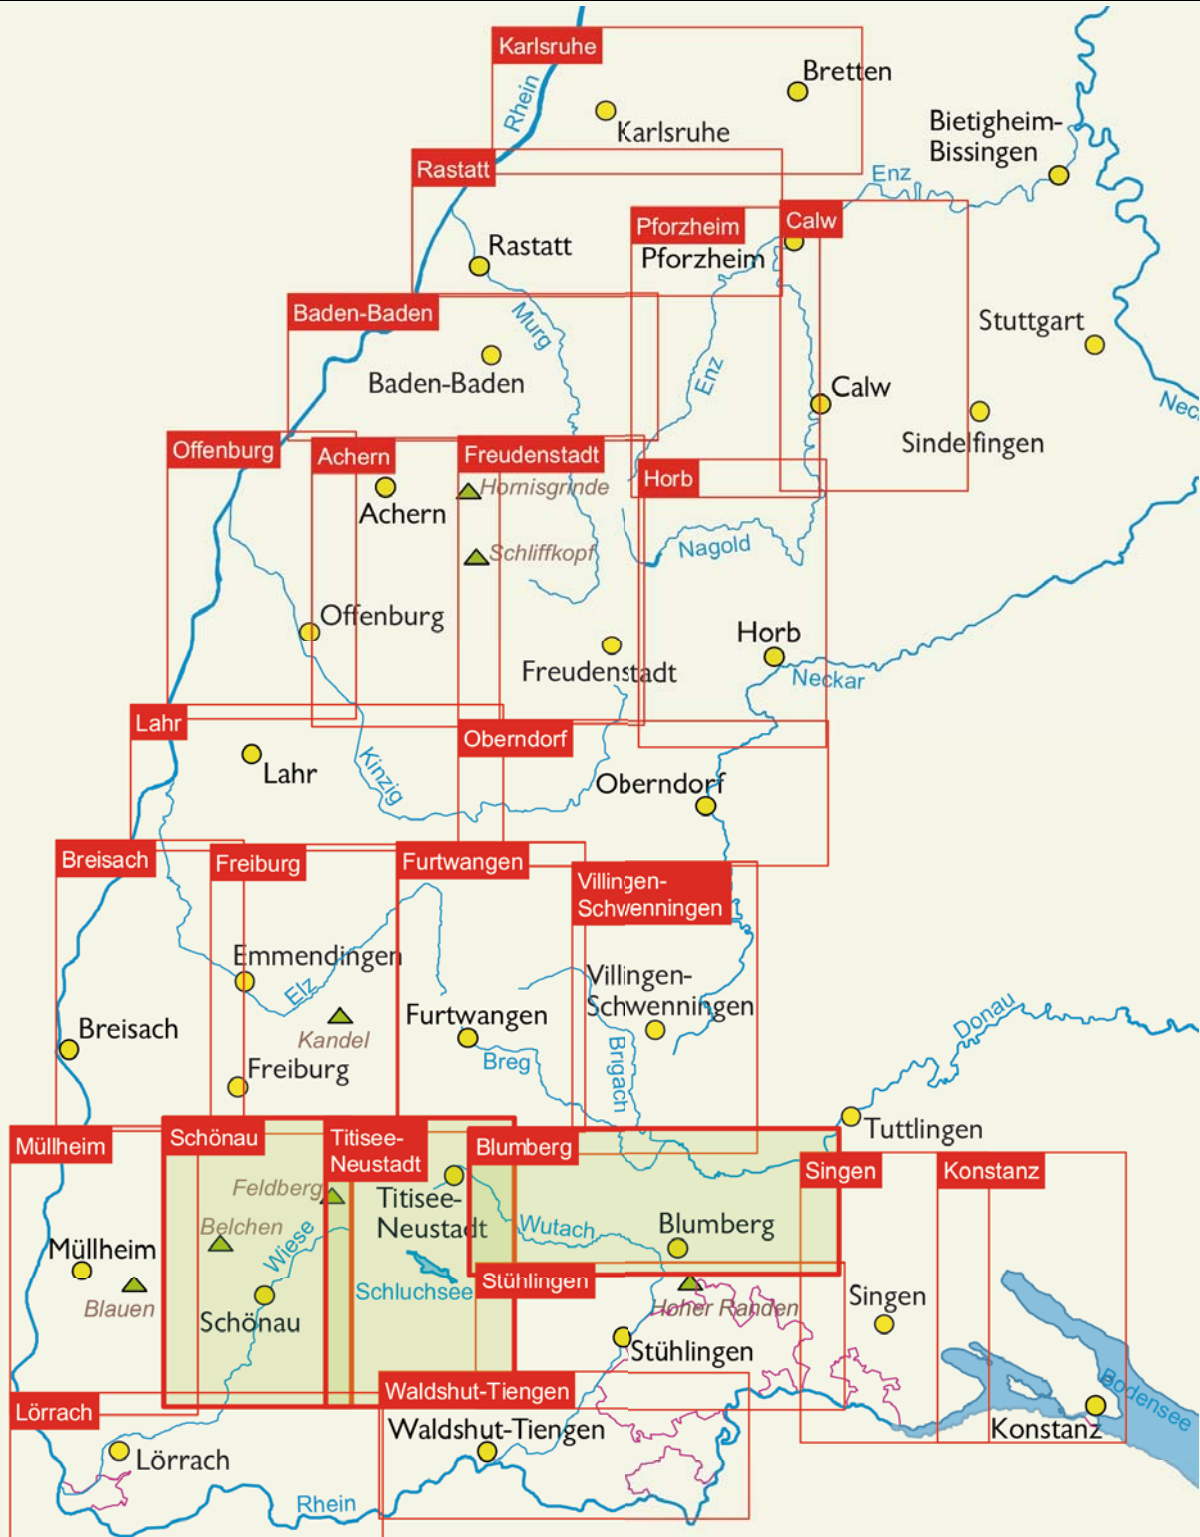 Karlsruhe
Bretten
Rhein
Karlsruhe
Bietigheim-
Bissingen
Rastatt
Enz
Pforzheim
Calw
Rastatt
Pforzheim
Baden-Baden
Murg
Stuttgart
Enz
Baden-Baden
Calw
Nec
Sindelfingen
Offenburg
Achern
Freudenstadt
Horb
Hornisgrinde
Achern
Nagold
Schliffkopf
Offenburg
Horb
Freudenstadt
Neckar
Lahr
Oberndorf
Lahr
Kinzig
Oberndorf
Breisach
Freiburg
Furtwangen
Villingen-
Schwenningen
Emmendingen
Elz
Villingen-
Schwenningen
Furtwangen
Breisach
Kandel
Donau
Freiburg
Breg
Brigach
Tuttlingen
Müllheim
Schönau
Titisee-
Neustadt
Blumberg
Singen
Konstanz
Feldberg
Titisee-
Neustadt
Belchen
Wiese
Wutach
Blumberg
Müllheim
Schluchsee
Stühlingen
Blauen
Hoher Randen
Singen
Schönau
Stühlingen
Waldshut-Tiengen
Bodensee
Lörrach
Waldshut-Tiengen
Konstanz
Lörrach
Rhein